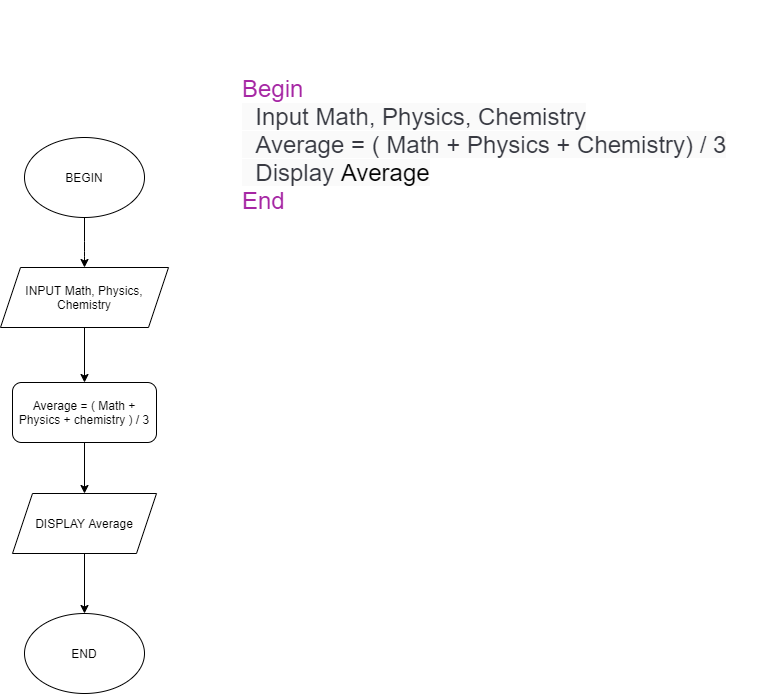 Begin
Input Math, Physics, Chemistry
Average = ( Math + Physics + Chemistry) / 3
Display Average
End
BEGIN
INPUT Math, Physics,
Chemistry
Average = ( Math +
Physics + chemistry ) / 3
DISPLAY Average
END